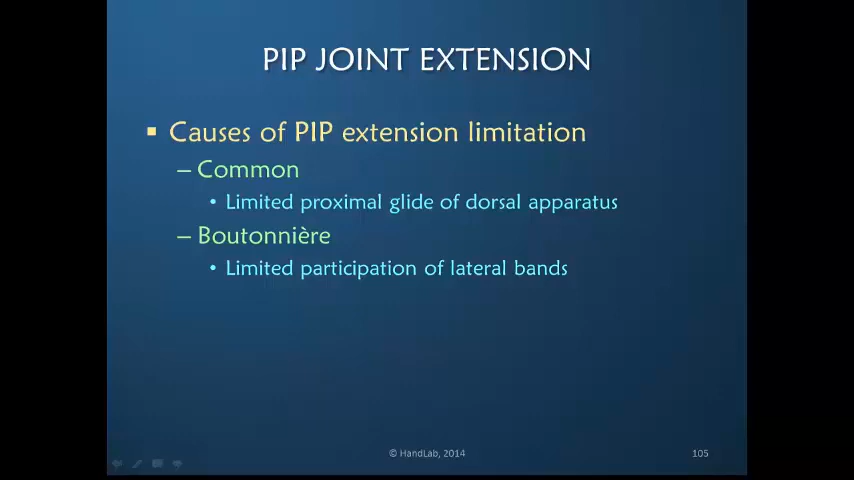 PIP JOINT EXTENSION
▪ Causes of PIP extension limitation
– Common
• Limited proximal glide of dorsal apparatus
– Boutonnière
• Limited participation of lateral bands
© HandLab, 2014
105